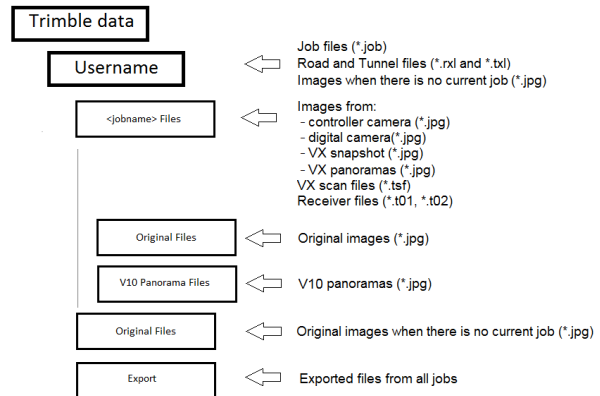 Trimble data
Username
Job files (*.job)
Road and Tunnel files (*.rxl and *.txl)
Images when there is no current job (*.jpg)
<jobname> Files
Images from:
- controller camera (*.jpg)
- digital camera(*.jpg)
- VX snapshot (*.jpg)
- VX panoramas (*.jpg)
VX scan files (*.tsf)
Receiver files (*.t01, *.t02)
Original Files
Original images (*.jpg)
V10 Panorama Files
V10 panoramas (*.jpg)
Original Files
Original images when there is no current job (*.jpg)
Export
Exported files from all jobs